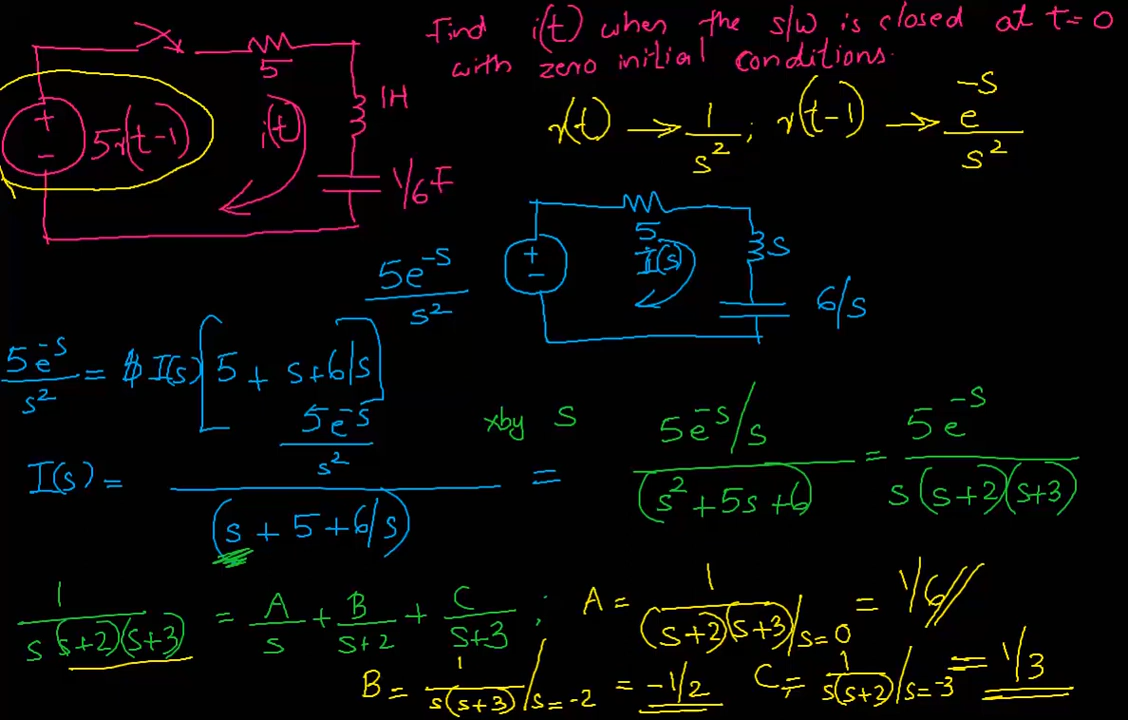 Find i(t) when the s/w is closed at t=0
with zero initial conditions.
5 1H
5r(t-1) i(t)
1/6 F
r(t) → 1/s² ; r(t-1) → e^-s/s²
5 I(s) s
6/s
5e^-s/s²
5e^-s/s² = I(s)[5 + s+6/s]
I(s) = (5e^-s/s²)/(s + 5 + 6/s) = xby s (5e^-s/s)/(s²+5s+6) = 5e^-s/(s(s+2)(s+3))
1/(s(s+2)(s+3)) = A/s + B/(s+2) + C/(s+3) ; A = 1/((s+2)(s+3)) /s=0 = 1/6//
B = 1/(s(s+3)) /s=-2 = -1/2 C = 1/(s(s+2)) /s=-3 = 1/3